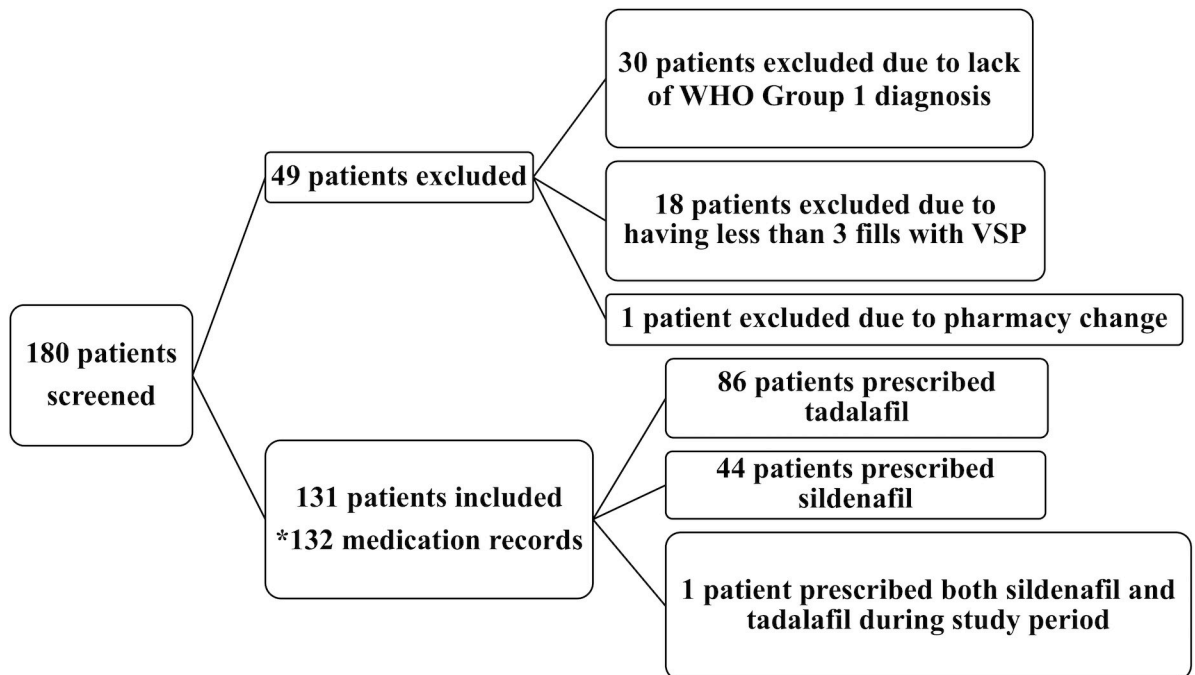 30 patients excluded due to lack
of WHO Group 1 diagnosis
49 patients excluded
18 patients excluded due to
having less than 3 fills with VSP
1 patient excluded due to pharmacy change
180 patients
screened
86 patients prescribed
tadalafil
131 patients included
*132 medication records
44 patients prescribed
sildenafil
1 patient prescribed both sildenafil and
tadalafil during study period